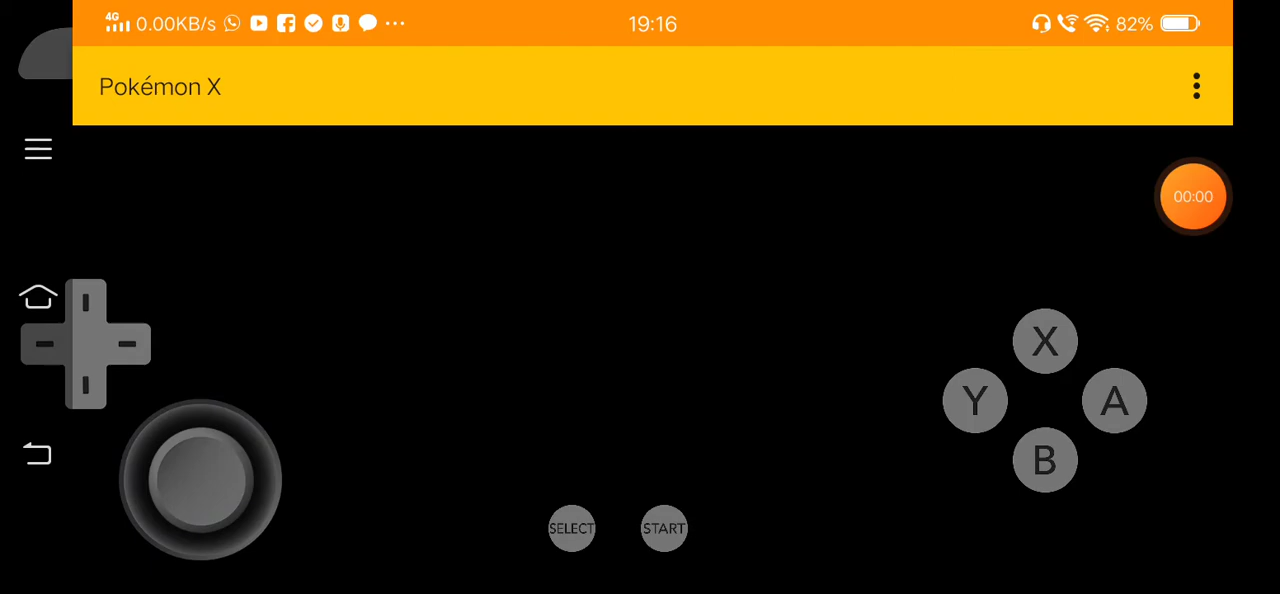 4G 0.00KB/s 19:16 82%
Pokémon X
00:00
X
Y A
B
SELECT START